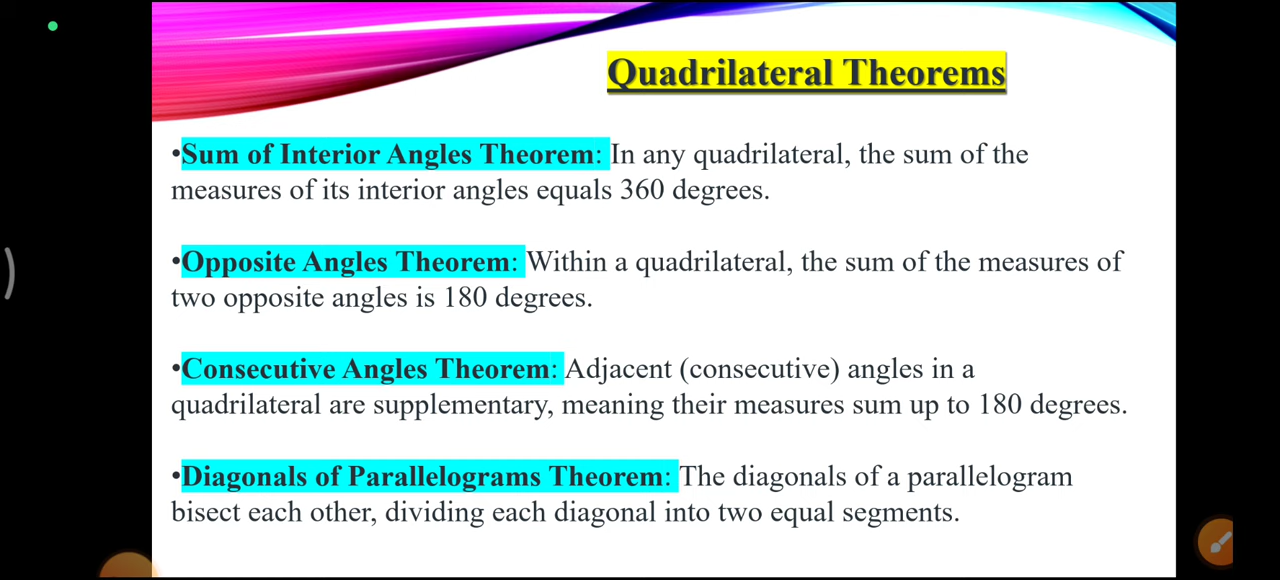 Quadrilateral Theorems
•Sum of Interior Angles Theorem: In any quadrilateral, the sum of the
measures of its interior angles equals 360 degrees.
•Opposite Angles Theorem: Within a quadrilateral, the sum of the measures of
two opposite angles is 180 degrees.
•Consecutive Angles Theorem: Adjacent (consecutive) angles in a
quadrilateral are supplementary, meaning their measures sum up to 180 degrees.
•Diagonals of Parallelograms Theorem: The diagonals of a parallelogram
bisect each other, dividing each diagonal into two equal segments.